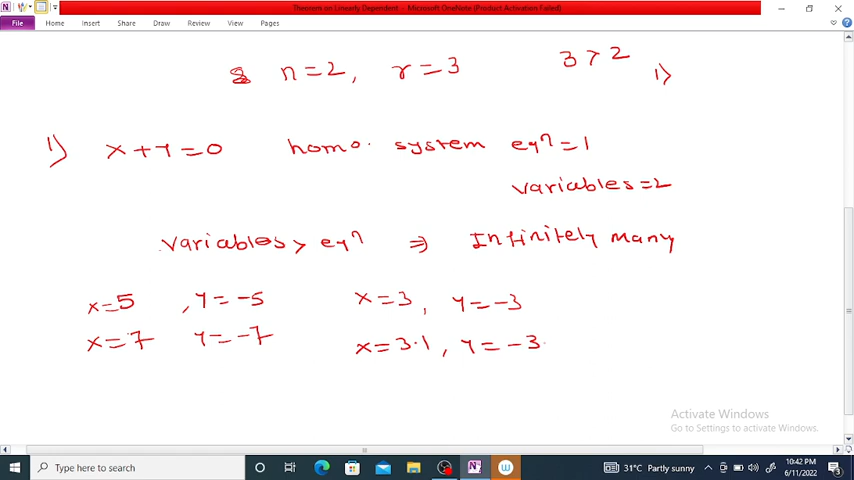 Theorem on Linearly Dependent - Microsoft OneNote (Product Activation Failed)
File Home Insert Share Draw Review View Pages
n=2, r=3 3>2 1)
1) x+y=0 homo. system eqn=1
variables=2
variables > eqn ⇒ Infinitely many
x=5 , y=-5 x=3, y=-3
x=7 y=-7 x=3.1, y=-3.
Activate Windows
Go to Settings to activate Windows.
Type here to search
31°C Partly sunny
10:42 PM
6/11/2022